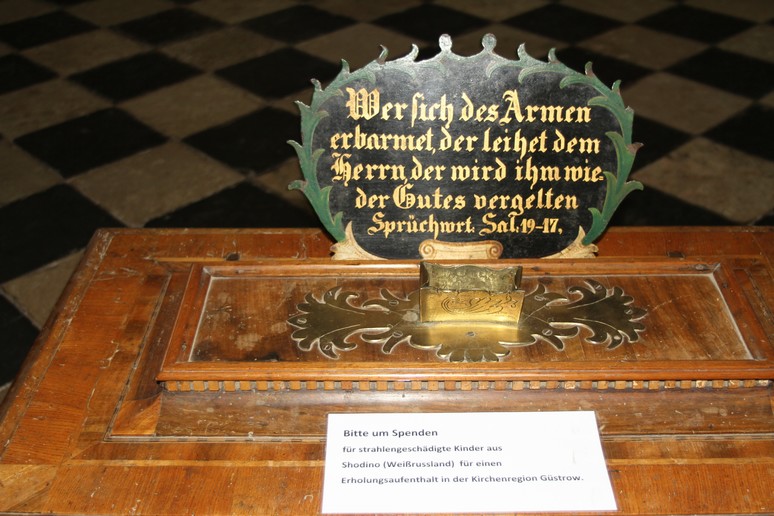 Wer sich des Armen
erbarmet, der leihet dem
Herrn, der wird ihm wie-
der Gutes vergelten
Sprüchwrt. Sal. 19-17,
Bitte um Spenden
für strahlengeschädigte Kinder aus
Shodino (Weißrussland) für einen
Erholungsaufenthalt in der Kirchenregion Güstrow.